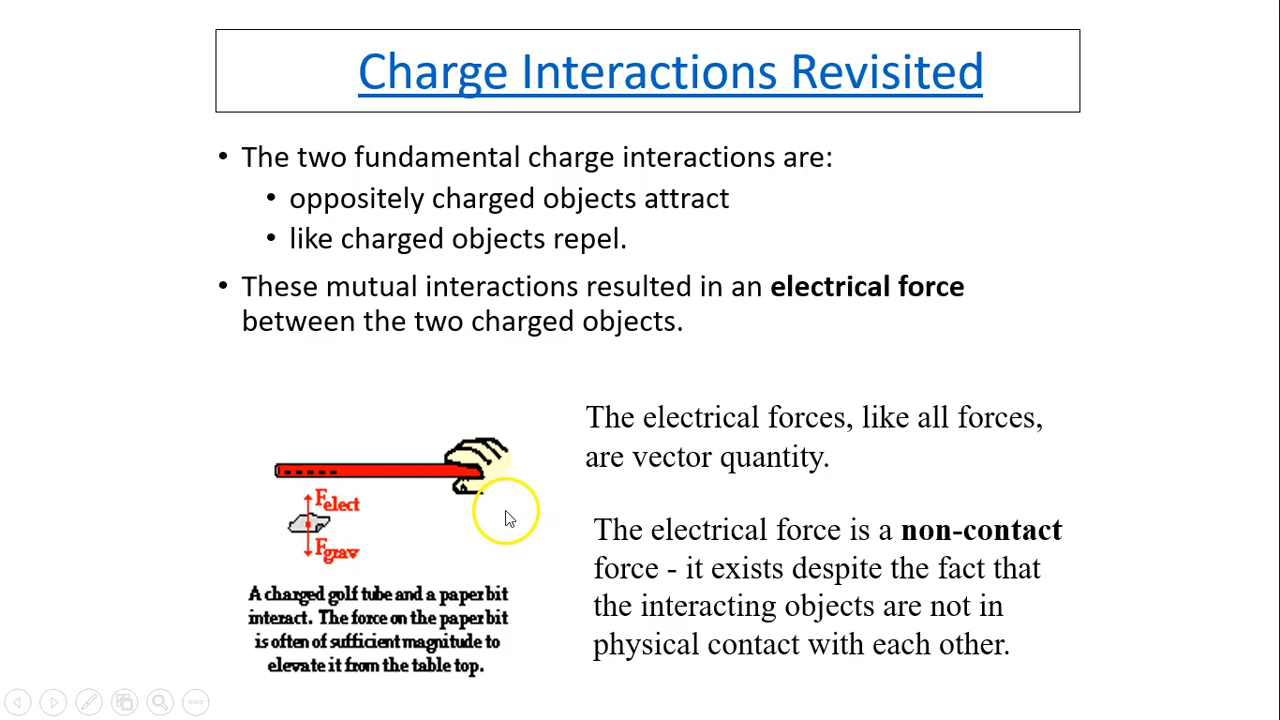 Charge Interactions Revisited
• The two fundamental charge interactions are:
• oppositely charged objects attract
• like charged objects repel.
• These mutual interactions resulted in an electrical force
between the two charged objects.
The electrical forces, like all forces,
are vector quantity.
Felect
Fgrav
A charged golf tube and a paper bit
interact. The force on the paper bit
is often of sufficient magnitude to
elevate it from the table top.
The electrical force is a non-contact
force - it exists despite the fact that
the interacting objects are not in
physical contact with each other.